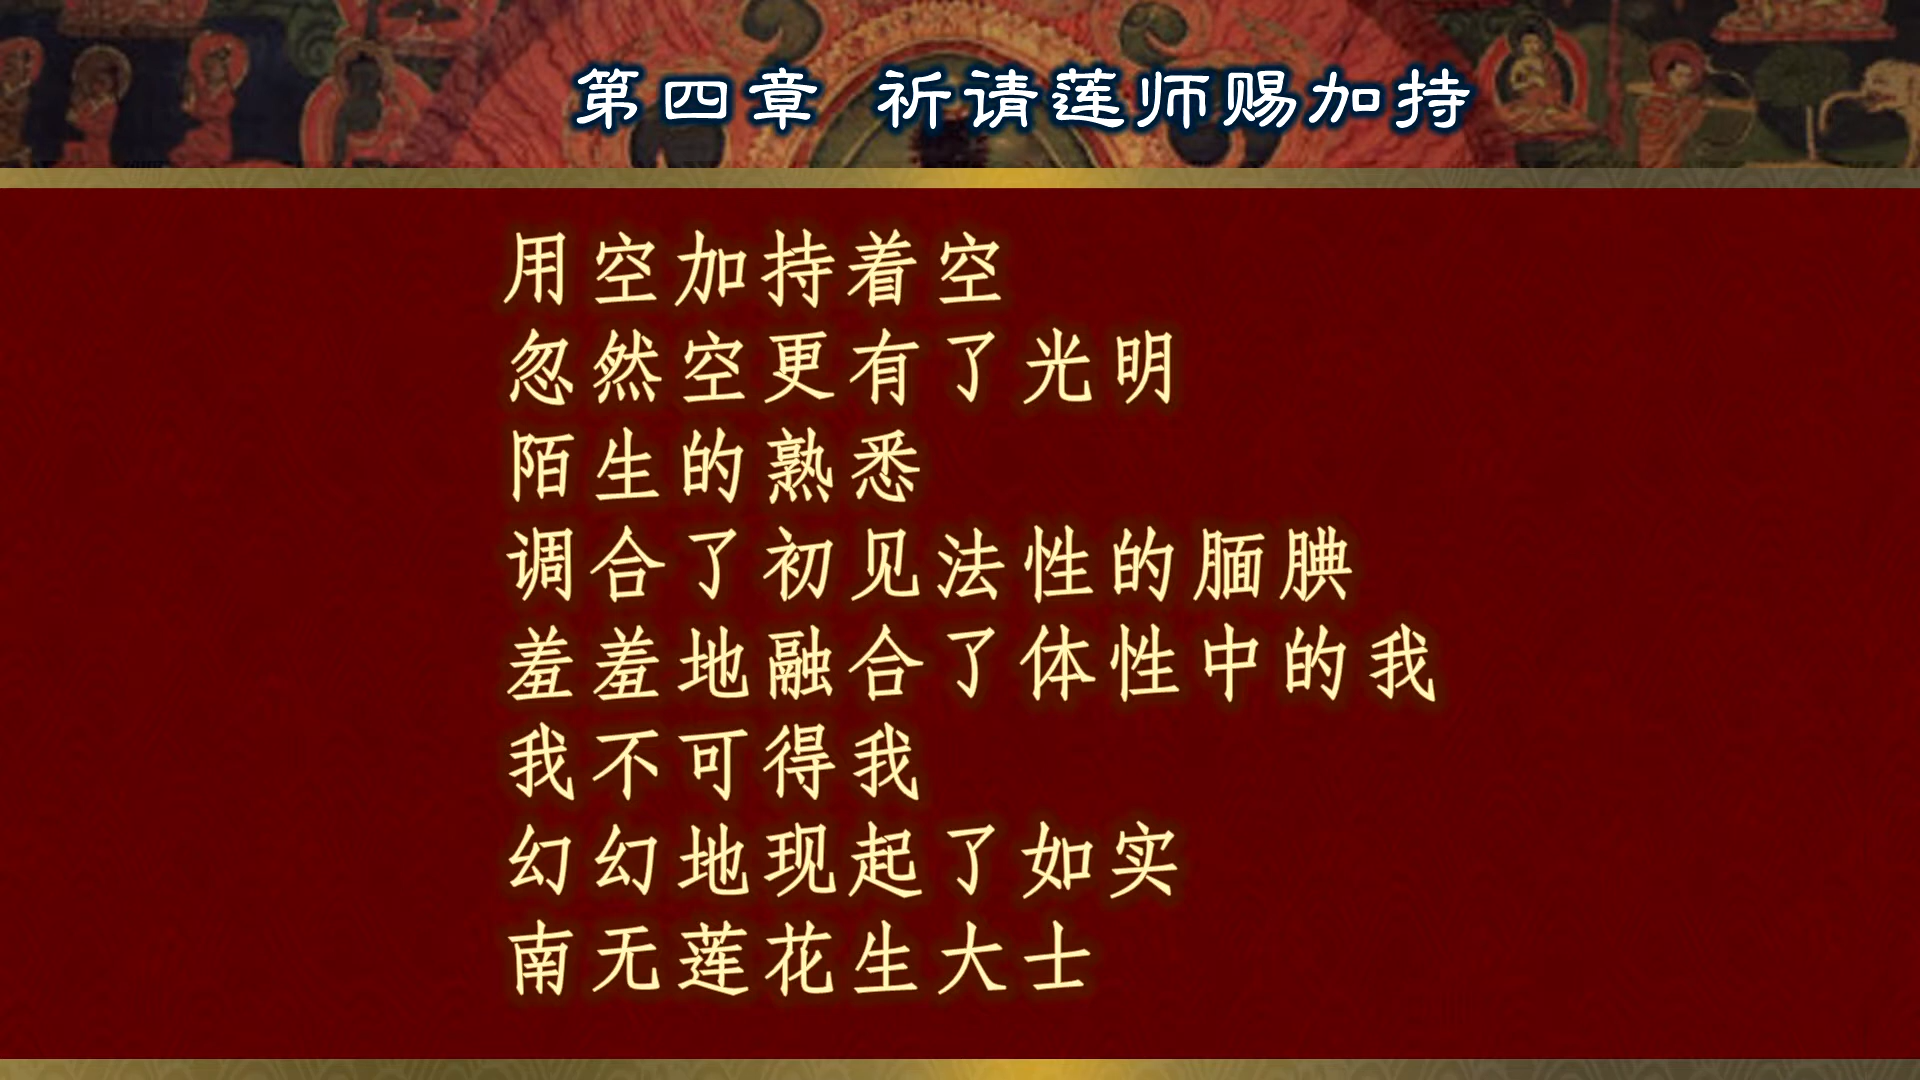 第四章 祈请莲师赐加持
用空加持着空
忽然空更有了光明
陌生的熟悉
调合了初见法性的腼腆
羞羞地融合了体性中的我
我不可得我
幻幻地现起了如实
南无莲花生大士